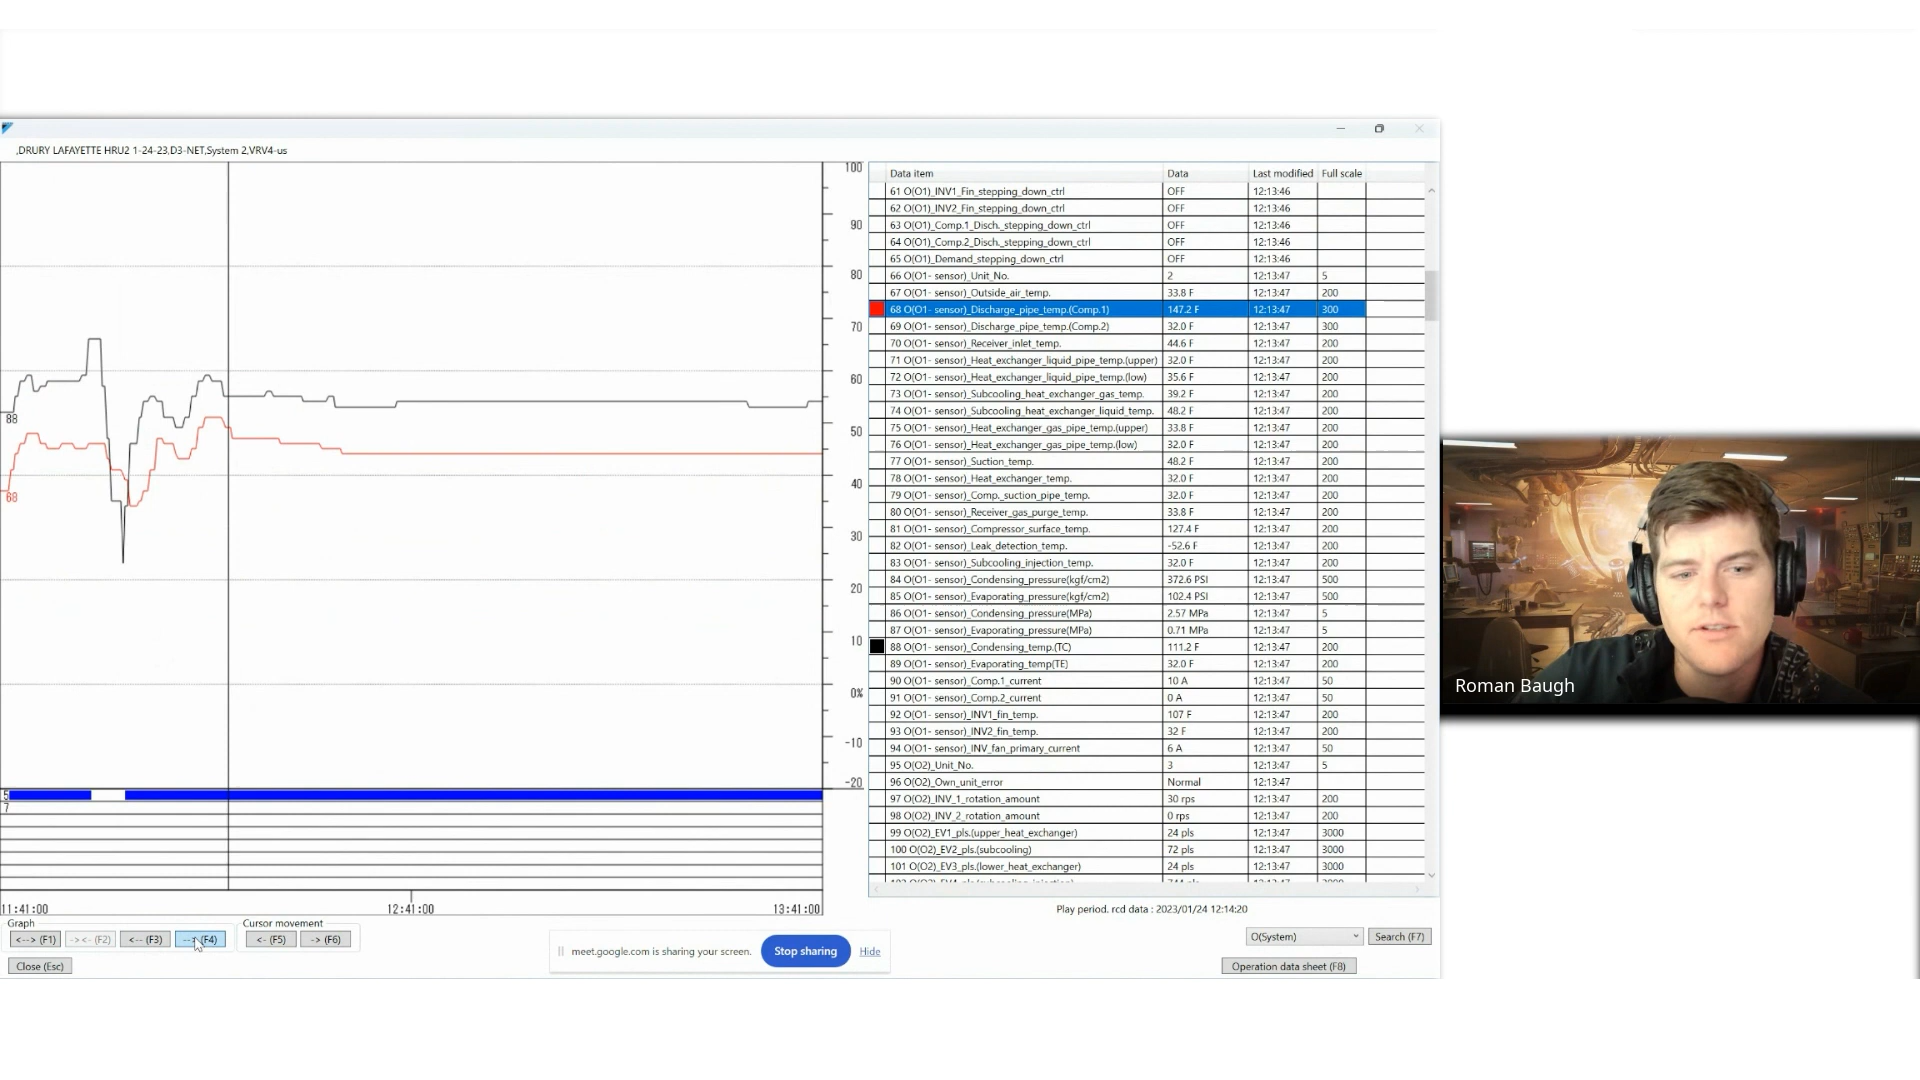 ,DRURY LAFAYETTE HRU2 1-24-23,D3-NET,System 2,VRV4-us
100
90
80
70
60
50
40
30
20
10
0%
-10
-20
88
68
5
7
11:41:00 12:41:00 13:41:00
Data item Data Last modified Full scale
61 O(O1)_INV1_Fin_stepping_down_ctrl OFF 12:13:46
62 O(O1)_INV2_Fin_stepping_down_ctrl OFF 12:13:46
63 O(O1)_Comp.1_Disch._stepping_down_ctrl OFF 12:13:46
64 O(O1)_Comp.2_Disch._stepping_down_ctrl OFF 12:13:46
65 O(O1)_Demand_stepping_down_ctrl OFF 12:13:46
66 O(O1- sensor)_Unit_No. 2 12:13:47 5
67 O(O1- sensor)_Outside_air_temp. 33.8 F 12:13:47 200
68 O(O1- sensor)_Discharge_pipe_temp.(Comp.1) 147.2 F 12:13:47 300
69 O(O1- sensor)_Discharge_pipe_temp.(Comp.2) 32.0 F 12:13:47 300
70 O(O1- sensor)_Receiver_inlet_temp. 44.6 F 12:13:47 200
71 O(O1- sensor)_Heat_exchanger_liquid_pipe_temp.(upper) 32.0 F 12:13:47 200
72 O(O1- sensor)_Heat_exchanger_liquid_pipe_temp.(low) 35.6 F 12:13:47 200
73 O(O1- sensor)_Subcooling_heat_exchanger_gas_temp. 39.2 F 12:13:47 200
74 O(O1- sensor)_Subcooling_heat_exchanger_liquid_temp. 48.2 F 12:13:47 200
75 O(O1- sensor)_Heat_exchanger_gas_pipe_temp.(upper) 33.8 F 12:13:47 200
76 O(O1- sensor)_Heat_exchanger_gas_pipe_temp.(low) 32.0 F 12:13:47 200
77 O(O1- sensor)_Suction_temp. 48.2 F 12:13:47 200
78 O(O1- sensor)_Heat_exchanger_temp. 32.0 F 12:13:47 200
79 O(O1- sensor)_Comp._suction_pipe_temp. 32.0 F 12:13:47 200
80 O(O1- sensor)_Receiver_gas_purge_temp. 33.8 F 12:13:47 200
81 O(O1- sensor)_Compressor_surface_temp. 127.4 F 12:13:47 200
82 O(O1- sensor)_Leak_detection_temp. -52.6 F 12:13:47 200
83 O(O1- sensor)_Subcooling_injection_temp. 32.0 F 12:13:47 200
84 O(O1- sensor)_Condensing_pressure(kgf/cm2) 372.6 PSI 12:13:47 500
85 O(O1- sensor)_Evaporating_pressure(kgf/cm2) 102.4 PSI 12:13:47 500
86 O(O1- sensor)_Condensing_pressure(MPa) 2.57 MPa 12:13:47 5
87 O(O1- sensor)_Evaporating_pressure(MPa) 0.71 MPa 12:13:47 5
88 O(O1- sensor)_Condensing_temp.(TC) 111.2 F 12:13:47 200
89 O(O1- sensor)_Evaporating_temp(TE) 32.0 F 12:13:47 200
90 O(O1- sensor)_Comp.1_current 10 A 12:13:47 50
91 O(O1- sensor)_Comp.2_current 0 A 12:13:47 50
92 O(O1- sensor)_INV1_fin_temp. 107 F 12:13:47 200
93 O(O1- sensor)_INV2_fin_temp. 32 F 12:13:47 200
94 O(O1- sensor)_INV_fan_primary_current 6 A 12:13:47 50
95 O(O2)_Unit_No. 3 12:13:47 5
96 O(O2)_Own_unit_error Normal 12:13:47
97 O(O2)_INV_1_rotation_amount 30 rps 12:13:47 200
98 O(O2)_INV_2_rotation_amount 0 rps 12:13:47 200
99 O(O2)_EV1_pls.(upper_heat_exchanger) 24 pls 12:13:47 3000
100 O(O2)_EV2_pls.(subcooling) 72 pls 12:13:47 3000
101 O(O2)_EV3_pls.(lower_heat_exchanger) 24 pls 12:13:47 3000
Play period. rcd data : 2023/01/24 12:14:20
Graph
<--> (F1) -><- (F2) <-- (F3) --> (F4)
Cursor movement
<- (F5) -> (F6)
Close (Esc)
meet.google.com is sharing your screen. Stop sharing Hide
O(System) Search (F7)
Operation data sheet (F8)
Roman Baugh